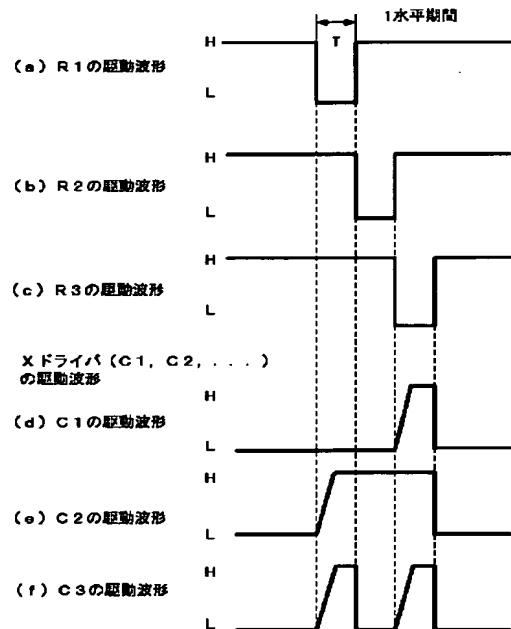 1水平期間
T
H
(a) R1の駆動波形
L
H
(b) R2の駆動波形
L
H
(c) R3の駆動波形
L
Xドライバ (C1, C2, . . . . )
の駆動波形
H
(d) C1の駆動波形
L
H
(e) C2の駆動波形
L
H
(f) C3の駆動波形
L